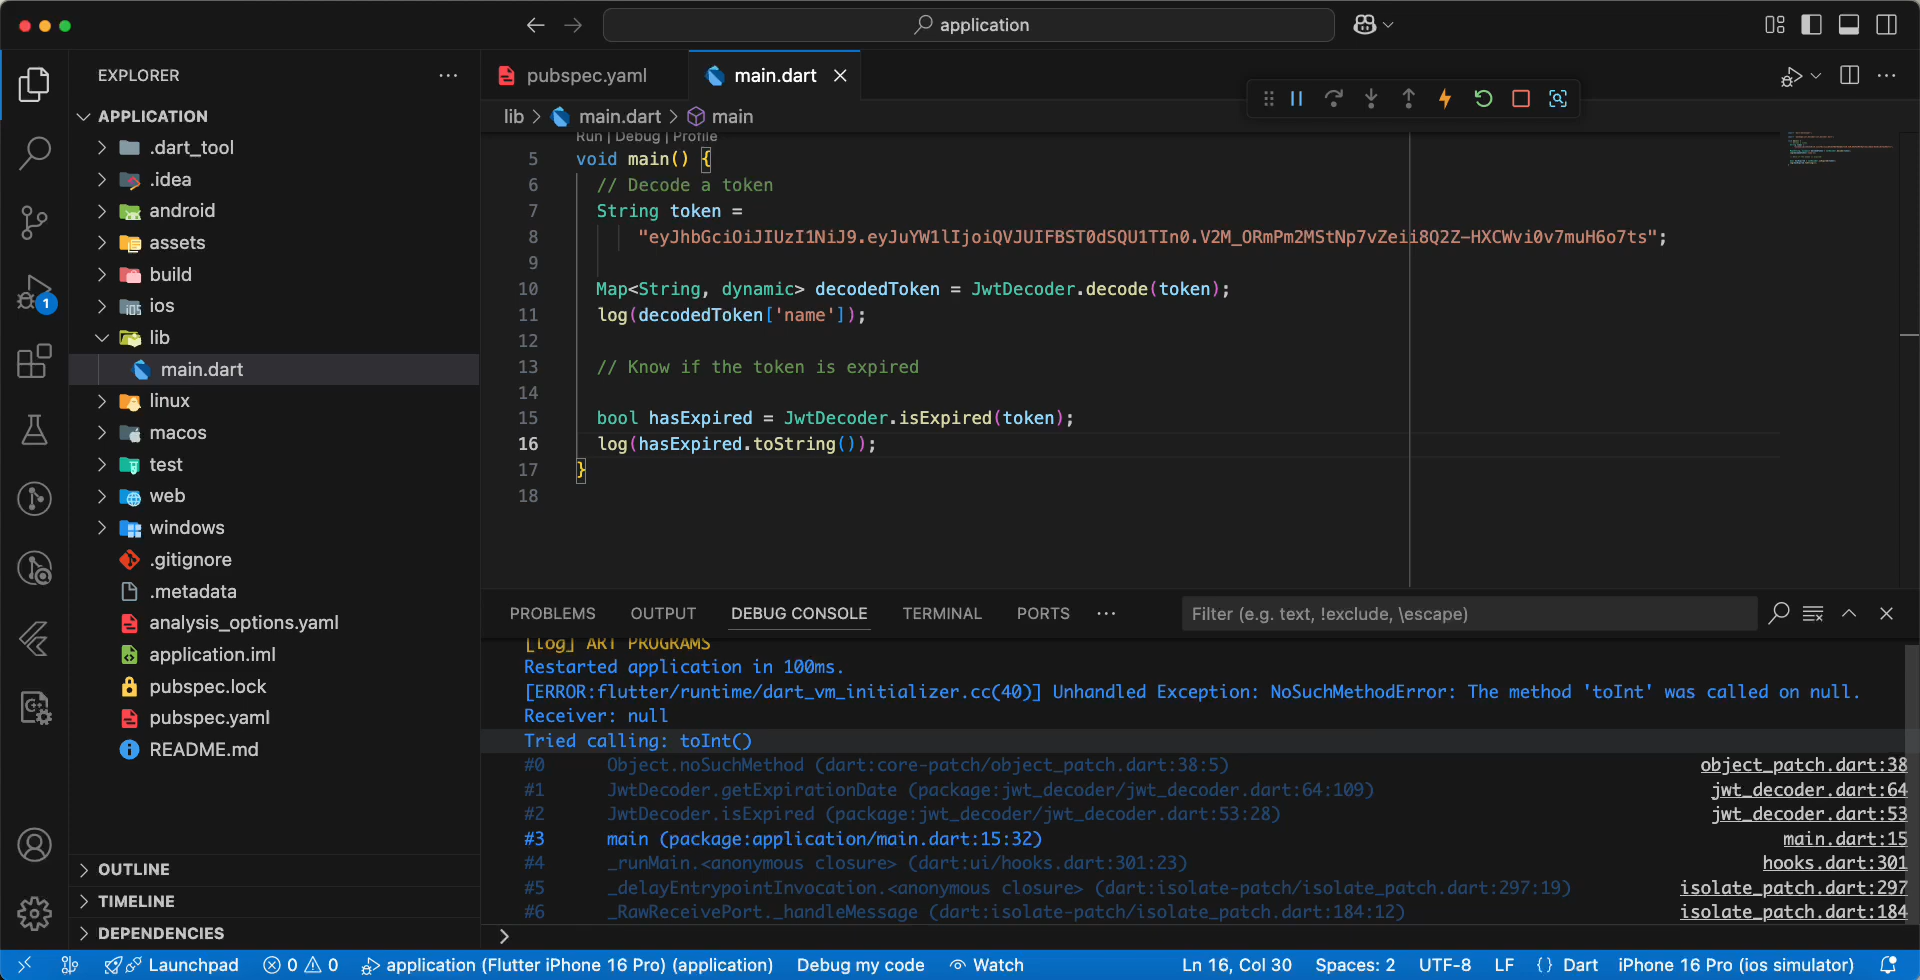 application
EXPLORER
APPLICATION
.dart_tool
.idea
android
assets
build
ios
lib
main.dart
linux
macos
test
web
windows
.gitignore
.metadata
analysis_options.yaml
application.iml
pubspec.lock
pubspec.yaml
README.md
OUTLINE
TIMELINE
DEPENDENCIES
1
pubspec.yaml
main.dart
lib > main.dart > main
Run | Debug | Profile
5 void main() {
6 // Decode a token
7 String token =
8 "eyJhbGciOiJIUzI1NiJ9.eyJuYW1lIjoiQVJUIFBST0dSQU1TIn0.V2M_ORmPm2MStNp7vZeii8Q2Z-HXCWvi0v7muH6o7ts";
9
10 Map<String, dynamic> decodedToken = JwtDecoder.decode(token);
11 log(decodedToken['name']);
12
13 // Know if the token is expired
14
15 bool hasExpired = JwtDecoder.isExpired(token);
16 log(hasExpired.toString());
17 }
18
PROBLEMS OUTPUT DEBUG CONSOLE TERMINAL PORTS
Filter (e.g. text, !exclude, \escape)
[log] ART PROGRAMS
Restarted application in 100ms.
[ERROR:flutter/runtime/dart_vm_initializer.cc(40)] Unhandled Exception: NoSuchMethodError: The method 'toInt' was called on null.
Receiver: null
Tried calling: toInt()
#0 Object.noSuchMethod (dart:core-patch/object_patch.dart:38:5) object_patch.dart:38
#1 JwtDecoder.getExpirationDate (package:jwt_decoder/jwt_decoder.dart:64:109) jwt_decoder.dart:64
#2 JwtDecoder.isExpired (package:jwt_decoder/jwt_decoder.dart:53:28) jwt_decoder.dart:53
#3 main (package:application/main.dart:15:32) main.dart:15
#4 _runMain.<anonymous closure> (dart:ui/hooks.dart:301:23) hooks.dart:301
#5 _delayEntrypointInvocation.<anonymous closure> (dart:isolate-patch/isolate_patch.dart:297:19) isolate_patch.dart:297
#6 _RawReceivePort._handleMessage (dart:isolate-patch/isolate_patch.dart:184:12) isolate_patch.dart:184
>
Launchpad 0 0 application (Flutter iPhone 16 Pro) (application) Debug my code Watch Ln 16, Col 30 Spaces: 2 UTF-8 LF {} Dart iPhone 16 Pro (ios simulator)